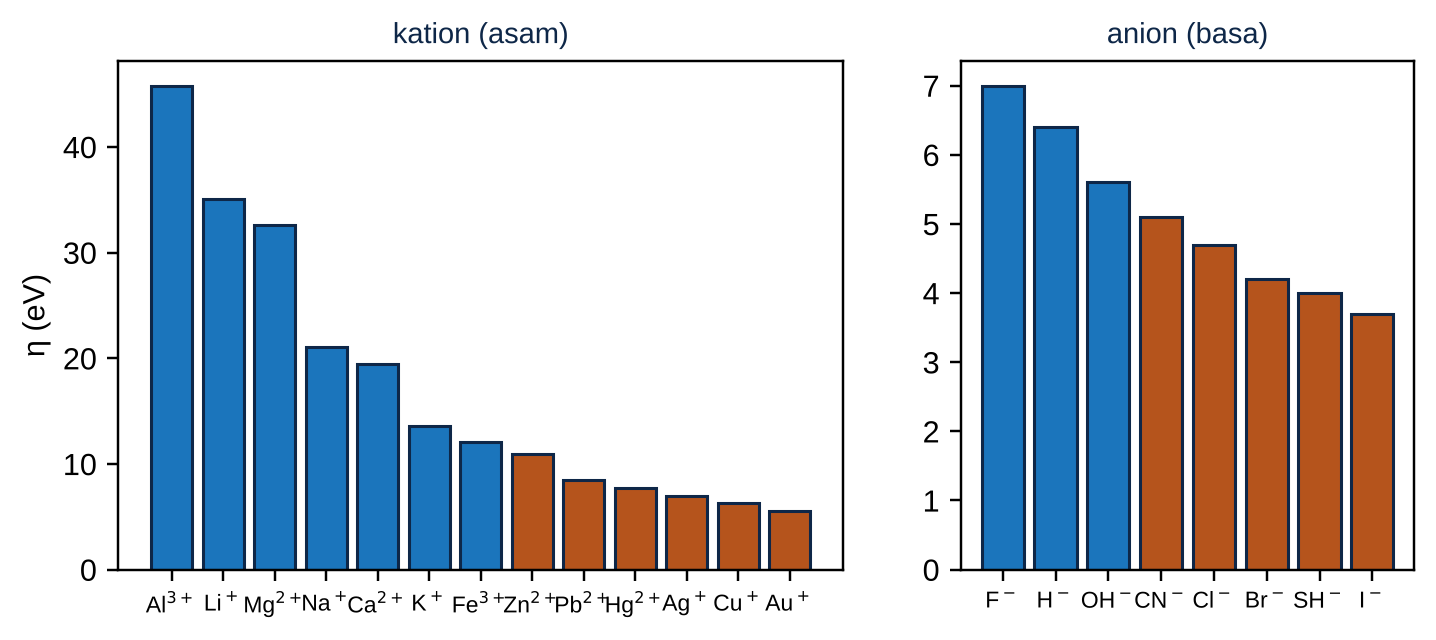 kation (asam)
η (eV)
40
30
20
10
0
Al³⁺ Li⁺ Mg²⁺ Na⁺ Ca²⁺ K⁺ Fe³⁺ Zn²⁺ Pb²⁺ Hg²⁺ Ag⁺ Cu⁺ Au⁺
anion (basa)
7
6
5
4
3
2
1
0
F⁻ H⁻ OH⁻ CN⁻ Cl⁻ Br⁻ SH⁻ I⁻